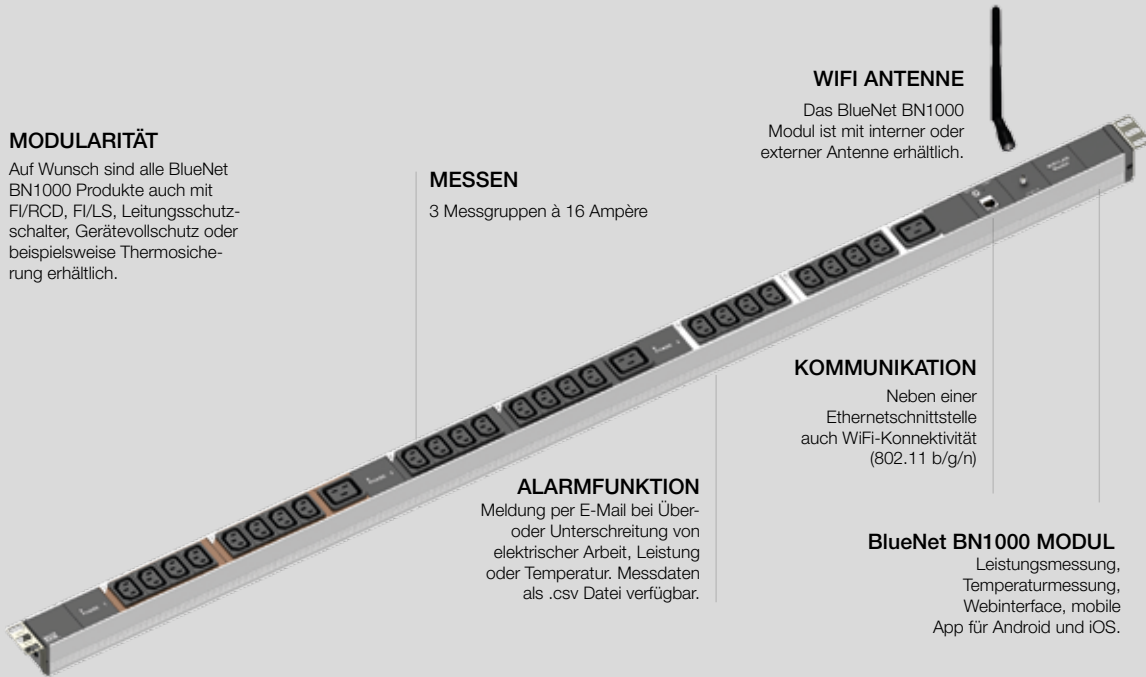 MODULARITÄT
Auf Wunsch sind alle BlueNet
BN1000 Produkte auch mit
FI/RCD, FI/LS, Leitungsschutz-
schalter, Gerätevollschutz oder
beispielsweise Thermosiche-
rung erhältlich.
MESSEN
3 Messgruppen à 16 Ampère
WIFI ANTENNE
Das BlueNet BN1000
Modul ist mit interner oder
externer Antenne erhältlich.
KOMMUNIKATION
Neben einer
Ethernetschnittstelle
auch WiFi-Konnektivität
(802.11 b/g/n)
ALARMFUNKTION
Meldung per E-Mail bei Über-
oder Unterschreitung von
elektrischer Arbeit, Leistung
oder Temperatur. Messdaten
als .csv Datei verfügbar.
BlueNet BN1000 MODUL
Leistungsmessung,
Temperaturmessung,
Webinterface, mobile
App für Android und iOS.